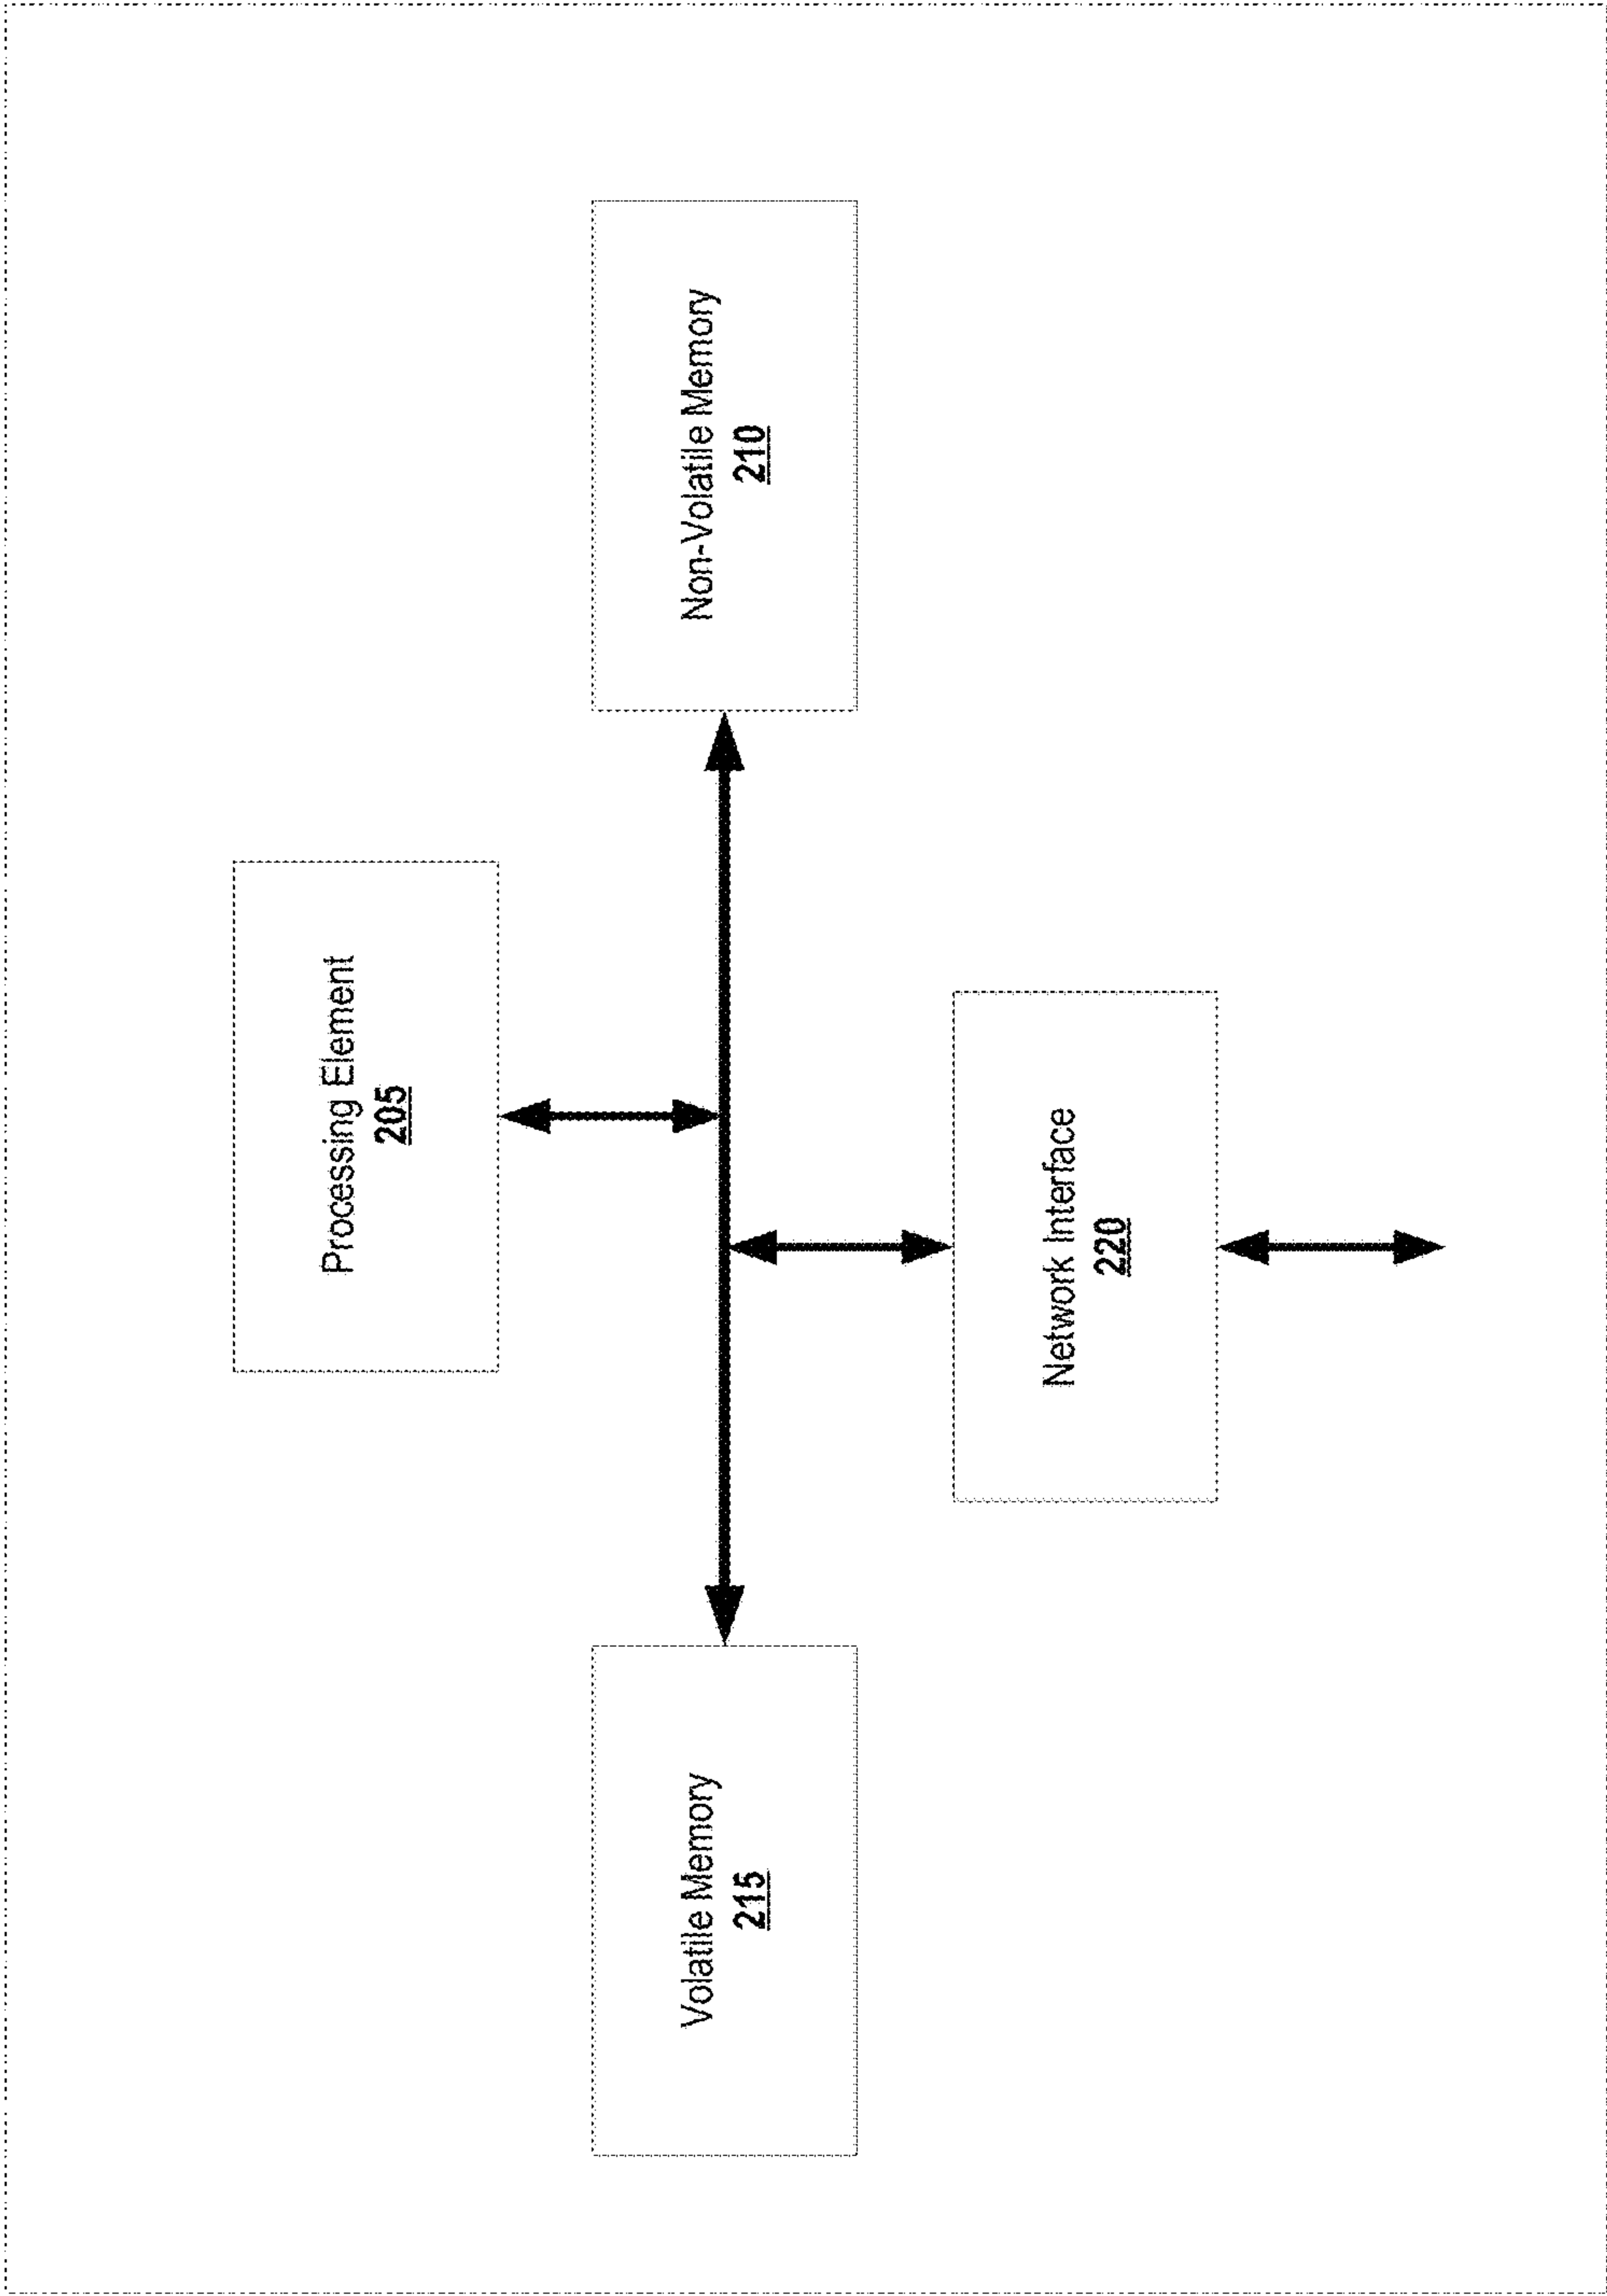 Processing Element
205
Volatile Memory
215
Non-Volatile Memory
210
Network Interface
220